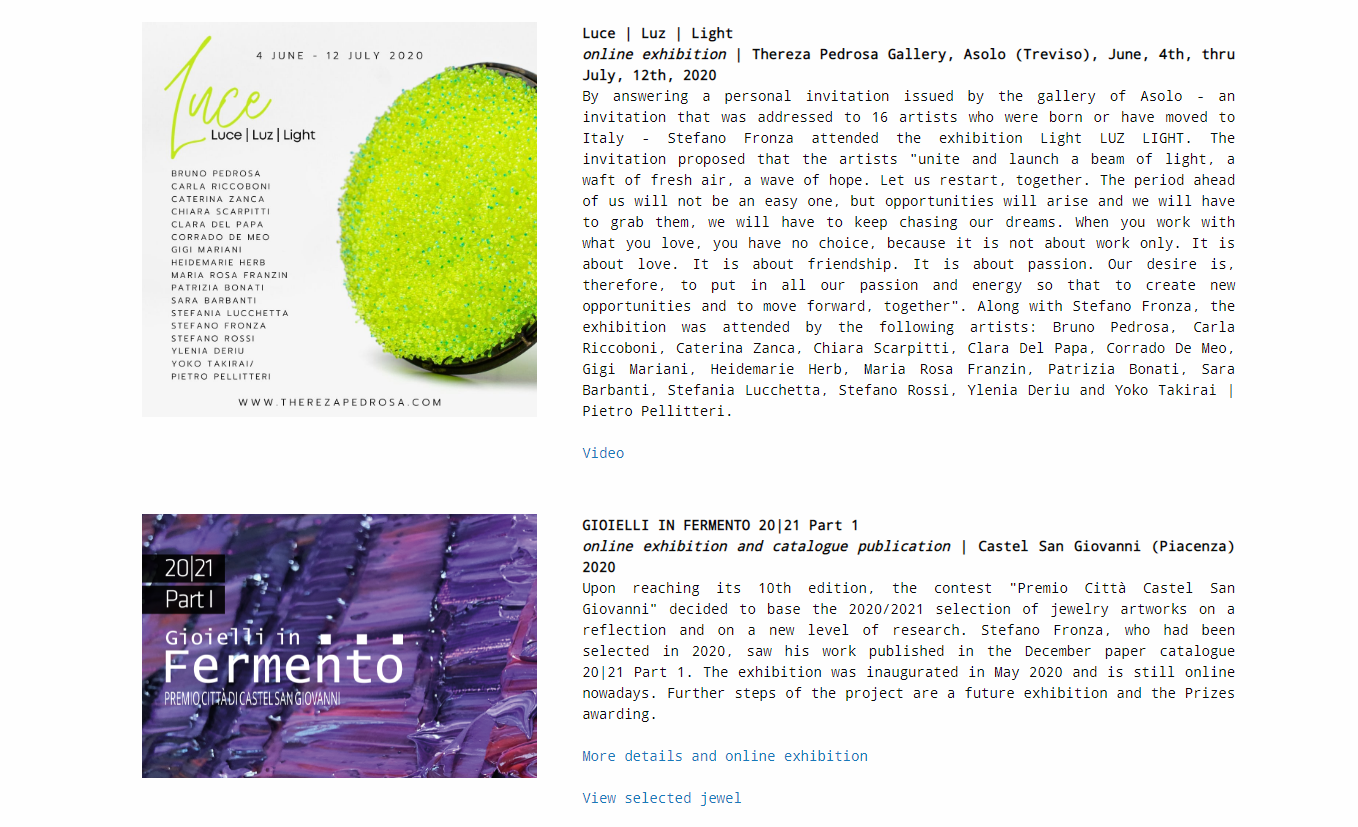 Luce
4 JUNE - 12 JULY 2020
Luce | Luz | Light
BRUNO PEDROSA
CARLA RICCOBONI
CATERINA ZANCA
CHIARA SCARPITTI
CLARA DEL PAPA
CORRADO DE MEO
GIGI MARIANI
HEIDEMARIE HERB
MARIA ROSA FRANZIN
PATRIZIA BONATI
SARA BARBANTI
STEFANIA LUCCHETTA
STEFANO FRONZA
STEFANO ROSSI
YLENIA DERIU
YOKO TAKIRAI/
PIETRO PELLITTERI
WWW.THEREZAPEDROSA.COM
Luce | Luz | Light
online exhibition | Thereza Pedrosa Gallery, Asolo (Treviso), June, 4th, thru
July, 12th, 2020
By answering a personal invitation issued by the gallery of Asolo - an
invitation that was addressed to 16 artists who were born or have moved to
Italy - Stefano Fronza attended the exhibition Light LUZ LIGHT. The
invitation proposed that the artists "unite and launch a beam of light, a
waft of fresh air, a wave of hope. Let us restart, together. The period ahead
of us will not be an easy one, but opportunities will arise and we will have
to grab them, we will have to keep chasing our dreams. When you work with
what you love, you have no choice, because it is not about work only. It is
about love. It is about friendship. It is about passion. Our desire is,
therefore, to put in all our passion and energy so that to create new
opportunities and to move forward, together". Along with Stefano Fronza, the
exhibition was attended by the following artists: Bruno Pedrosa, Carla
Riccoboni, Caterina Zanca, Chiara Scarpitti, Clara Del Papa, Corrado De Meo,
Gigi Mariani, Heidemarie Herb, Maria Rosa Franzin, Patrizia Bonati, Sara
Barbanti, Stefania Lucchetta, Stefano Rossi, Ylenia Deriu and Yoko Takirai |
Pietro Pellitteri.
Video
20|21
Part I
Gioielli in
Fermento
PREMIO CITTÀ DI CASTEL SAN GIOVANNI
GIOIELLI IN FERMENTO 20|21 Part 1
online exhibition and catalogue publication | Castel San Giovanni (Piacenza)
2020
Upon reaching its 10th edition, the contest "Premio Città Castel San
Giovanni" decided to base the 2020/2021 selection of jewelry artworks on a
reflection and on a new level of research. Stefano Fronza, who had been
selected in 2020, saw his work published in the December paper catalogue
20|21 Part 1. The exhibition was inaugurated in May 2020 and is still online
nowadays. Further steps of the project are a future exhibition and the Prizes
awarding.
More details and online exhibition
View selected jewel